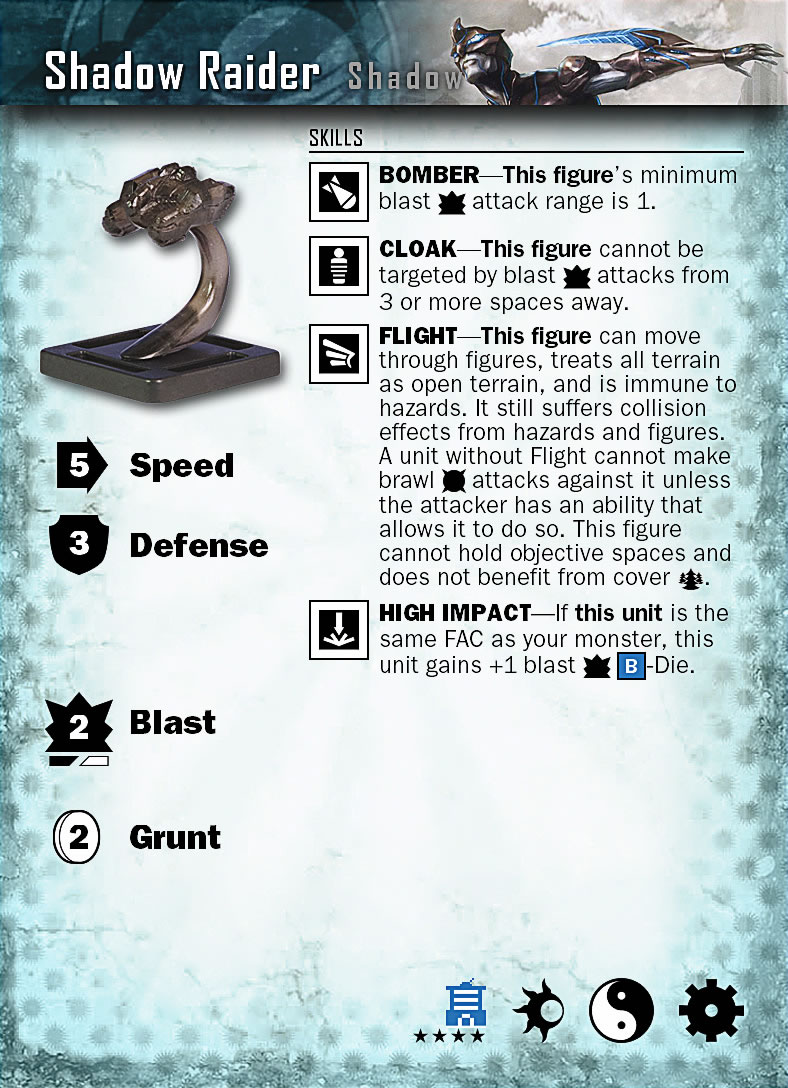 Shadow Raider Shadow
SKILLS
BOMBER—This figure's minimum
blast attack range is 1.
CLOAK—This figure cannot be
targeted by blast attacks from
3 or more spaces away.
FLIGHT—This figure can move
through figures, treats all terrain
as open terrain, and is immune to
hazards. It still suffers collision
effects from hazards and figures.
A unit without Flight cannot make
brawl attacks against it unless
the attacker has an ability that
allows it to do so. This figure
cannot hold objective spaces and
does not benefit from cover .
HIGH IMPACT—If this unit is the
same FAC as your monster, this
unit gains +1 blast B-Die.
5 Speed
3 Defense
2 Blast
2 Grunt